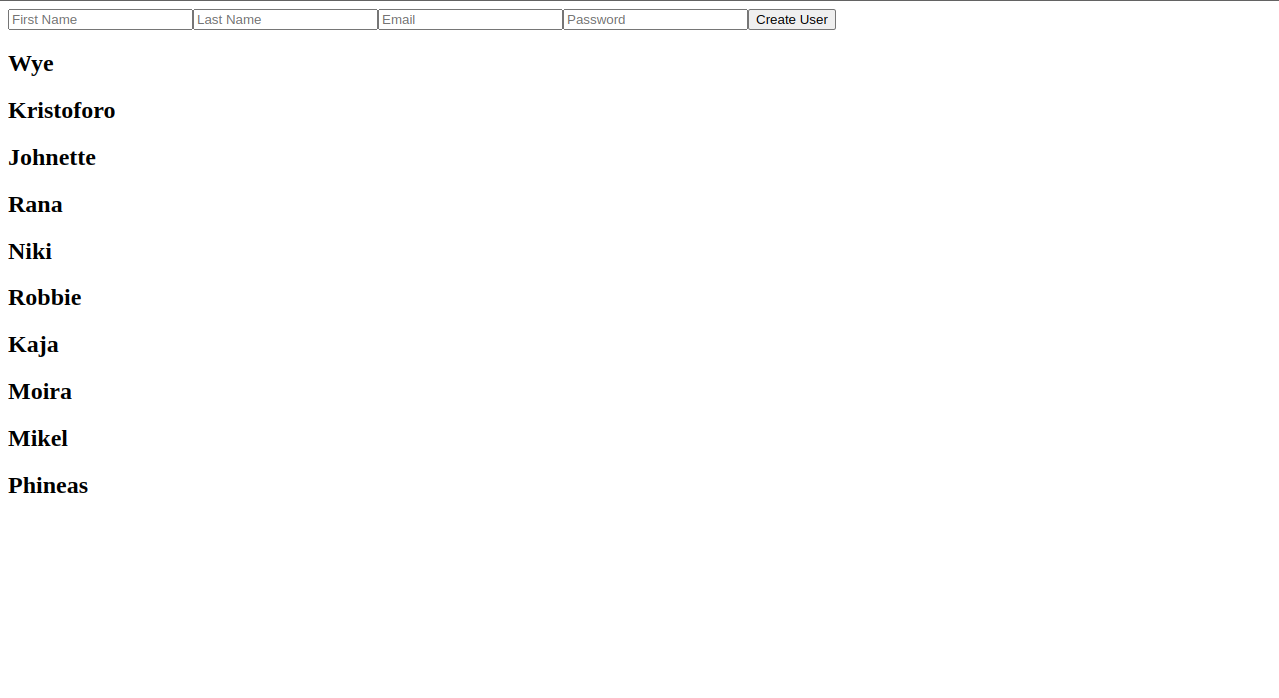 First Name Last Name Email Password Create User
Wye
Kristoforo
Johnette
Rana
Niki
Robbie
Kaja
Moira
Mikel
Phineas